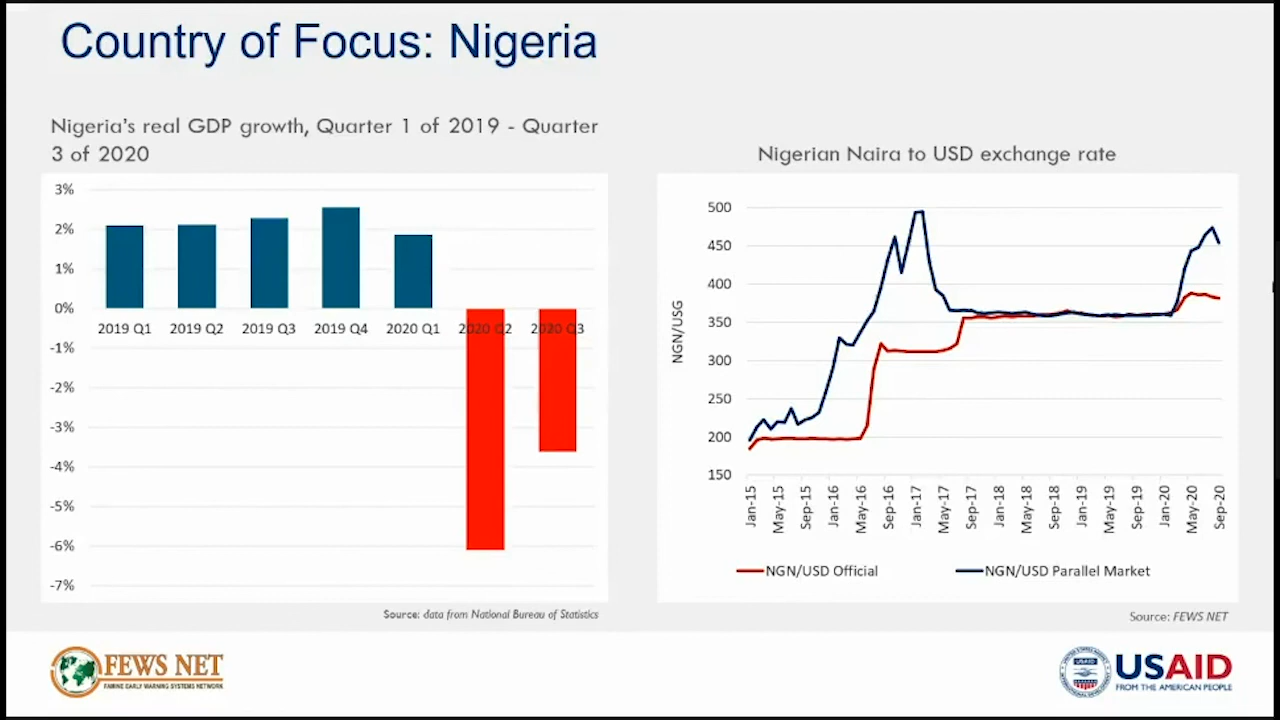 Country of Focus: Nigeria
Nigeria's real GDP growth, Quarter 1 of 2019 - Quarter
3 of 2020
3%
2%
1%
0%
-1%
-2%
-3%
-4%
-5%
-6%
-7%
2019 Q1 2019 Q2 2019 Q3 2019 Q4 2020 Q1 2020 Q2 2020 Q3
Source: data from National Bureau of Statistics
Nigerian Naira to USD exchange rate
NGN/USG
500
450
400
350
300
250
200
150
Jan-15 May-15 Sep-15 Jan-16 May-16 Sep-16 Jan-17 May-17 Sep-17 Jan-18 May-18 Sep-18 Jan-19 May-19 Sep-19 Jan-20 May-20 Sep-20
NGN/USD Official NGN/USD Parallel Market
Source: FEWS NET
FEWS NET
FAMINE EARLY WARNING SYSTEMS NETWORK
USAID
USAID
FROM THE AMERICAN PEOPLE